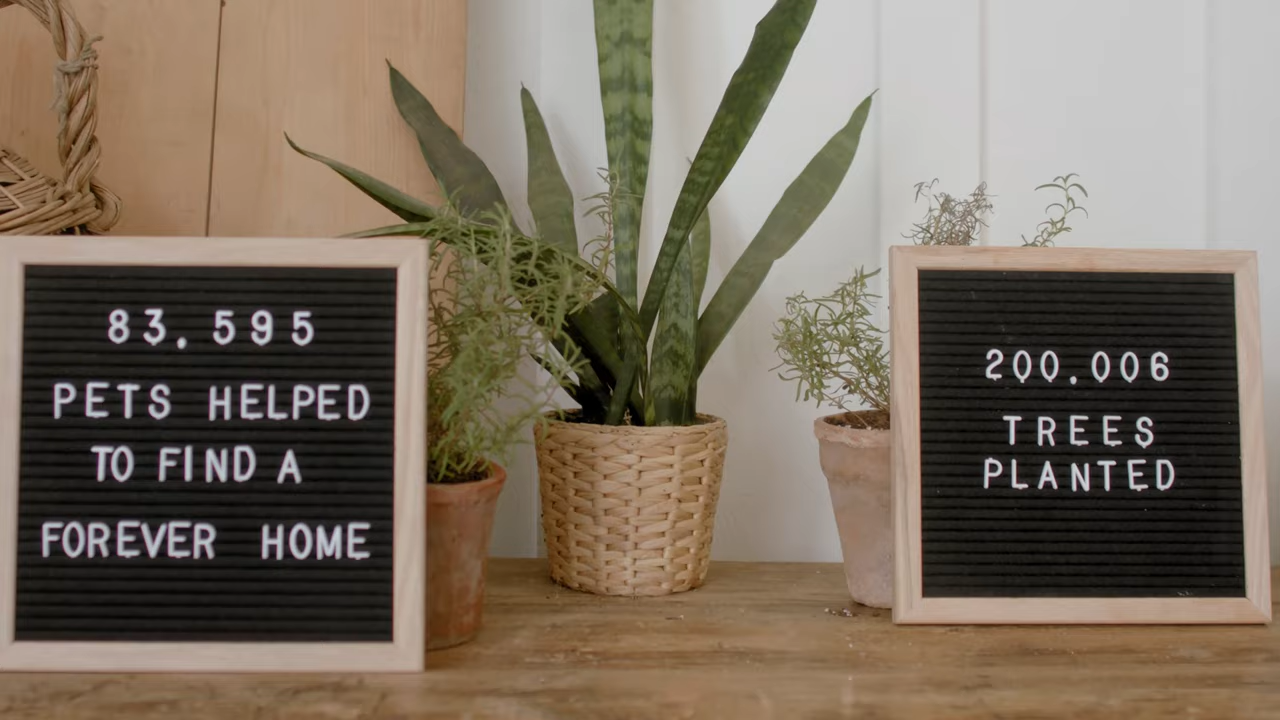 83,595
PETS HELPED
TO FIND A
FOREVER HOME
200,006
TREES
PLANTED